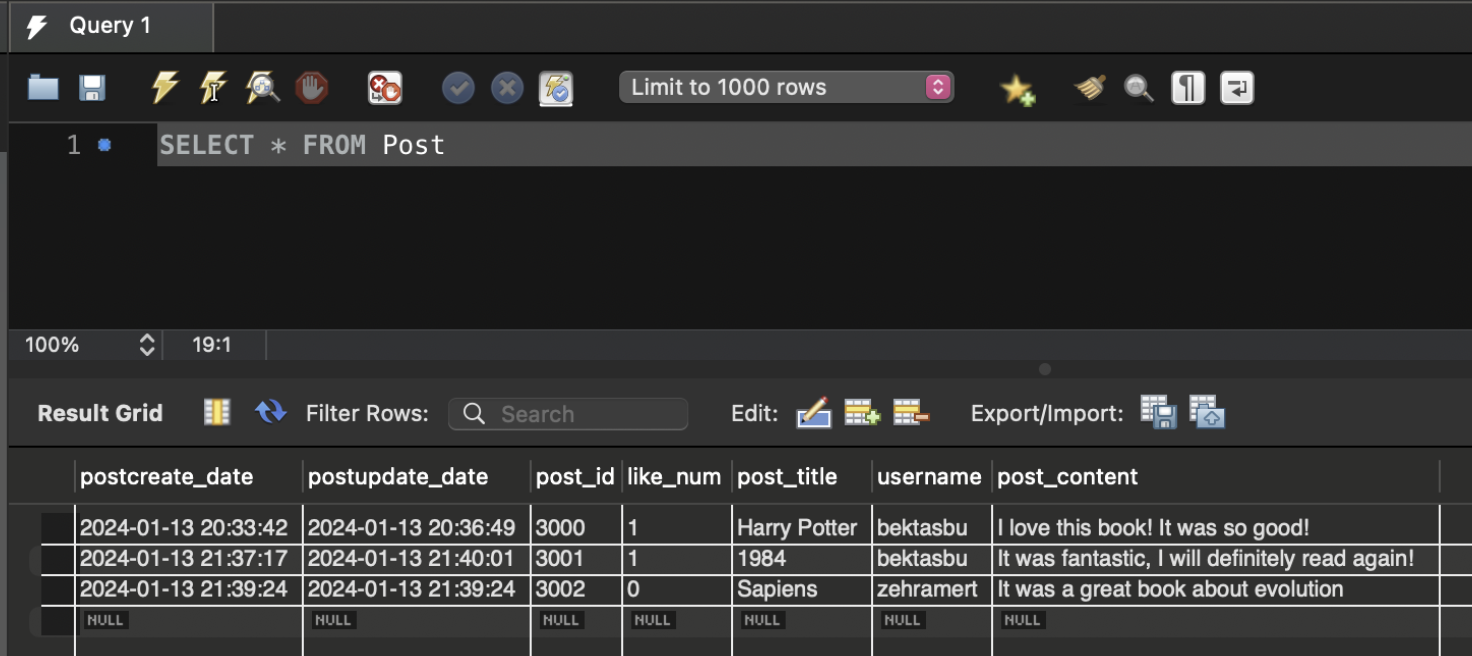 Query 1
Limit to 1000 rows
1 SELECT * FROM Post
100% 19:1
Result Grid Filter Rows: Search Edit: Export/Import:
postcreate_date postupdate_date post_id like_num post_title username post_content
2024-01-13 20:33:42 2024-01-13 20:36:49 3000 1 Harry Potter bektasbu I love this book! It was so good!
2024-01-13 21:37:17 2024-01-13 21:40:01 3001 1 1984 bektasbu It was fantastic, I will definitely read again!
2024-01-13 21:39:24 2024-01-13 21:39:24 3002 0 Sapiens zehramert It was a great book about evolution
NULL NULL NULL NULL NULL NULL NULL